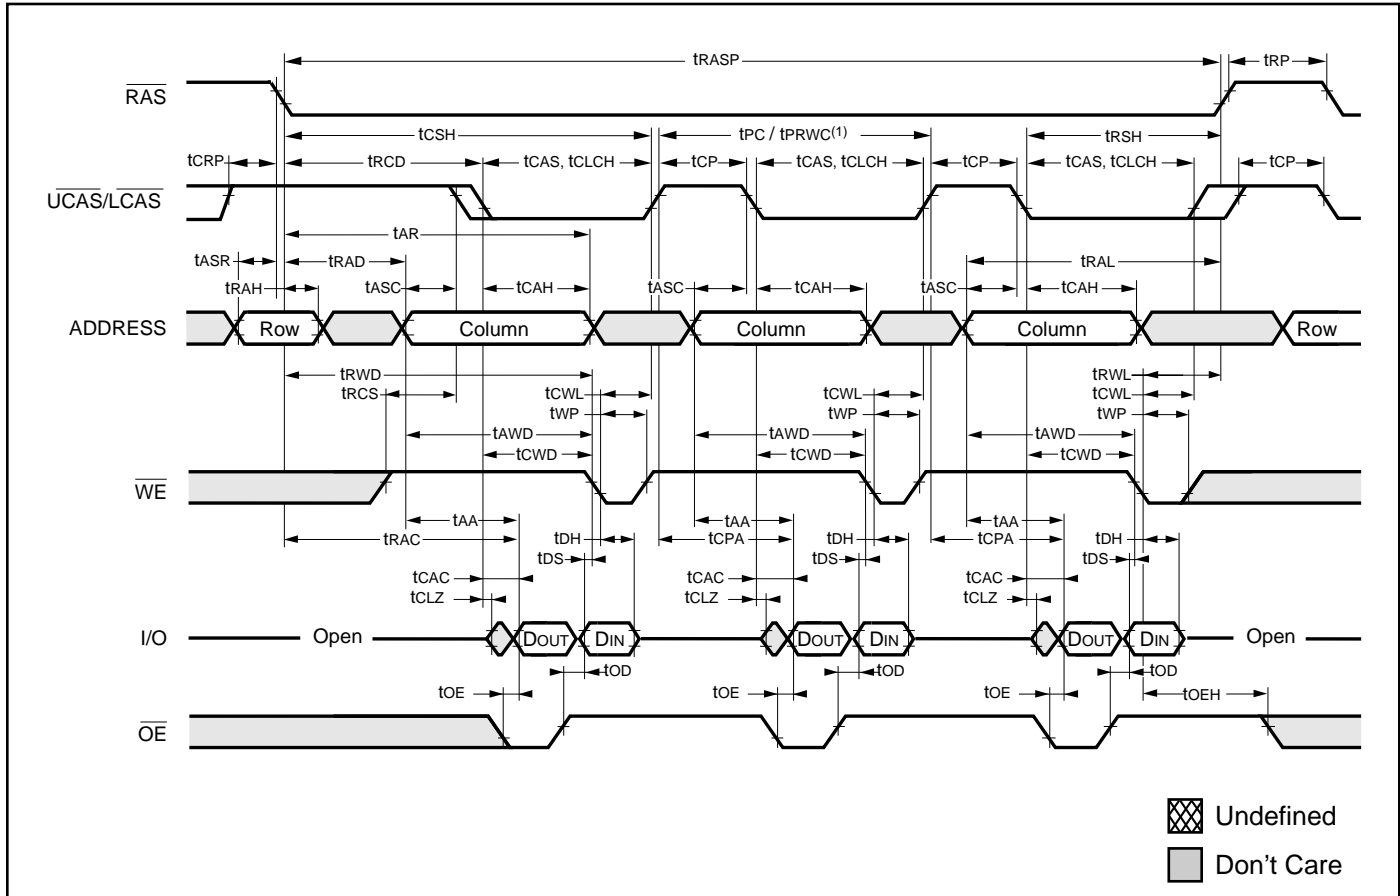 tRASP tRP
RAS
tCSH tPC / tPRWC(1) tRSH
tCRP tRCD tCAS, tCLCH tCP tCAS, tCLCH tCP tCAS, tCLCH tCP
UCAS/LCAS
tAR
tASR tRAD tRAL
tRAH tASC tCAH tASC tCAH tASC tCAH
ADDRESS Row Column Column Column Row
tRWD tRWL
tRCS tCWL tCWL tCWL
tWP tWP tWP
tAWD tAWD tAWD
tCWD tCWD tCWD
WE
tAA tAA tAA
tRAC tDH tCPA tDH tCPA tDH
tDS tDS tDS
tCAC tCAC tCAC
tCLZ tCLZ tCLZ
I/O Open DOUT DIN DOUT DIN DOUT DIN Open
tOD tOD tOD
tOE tOE tOE tOEH
OE
Undefined
Don't Care